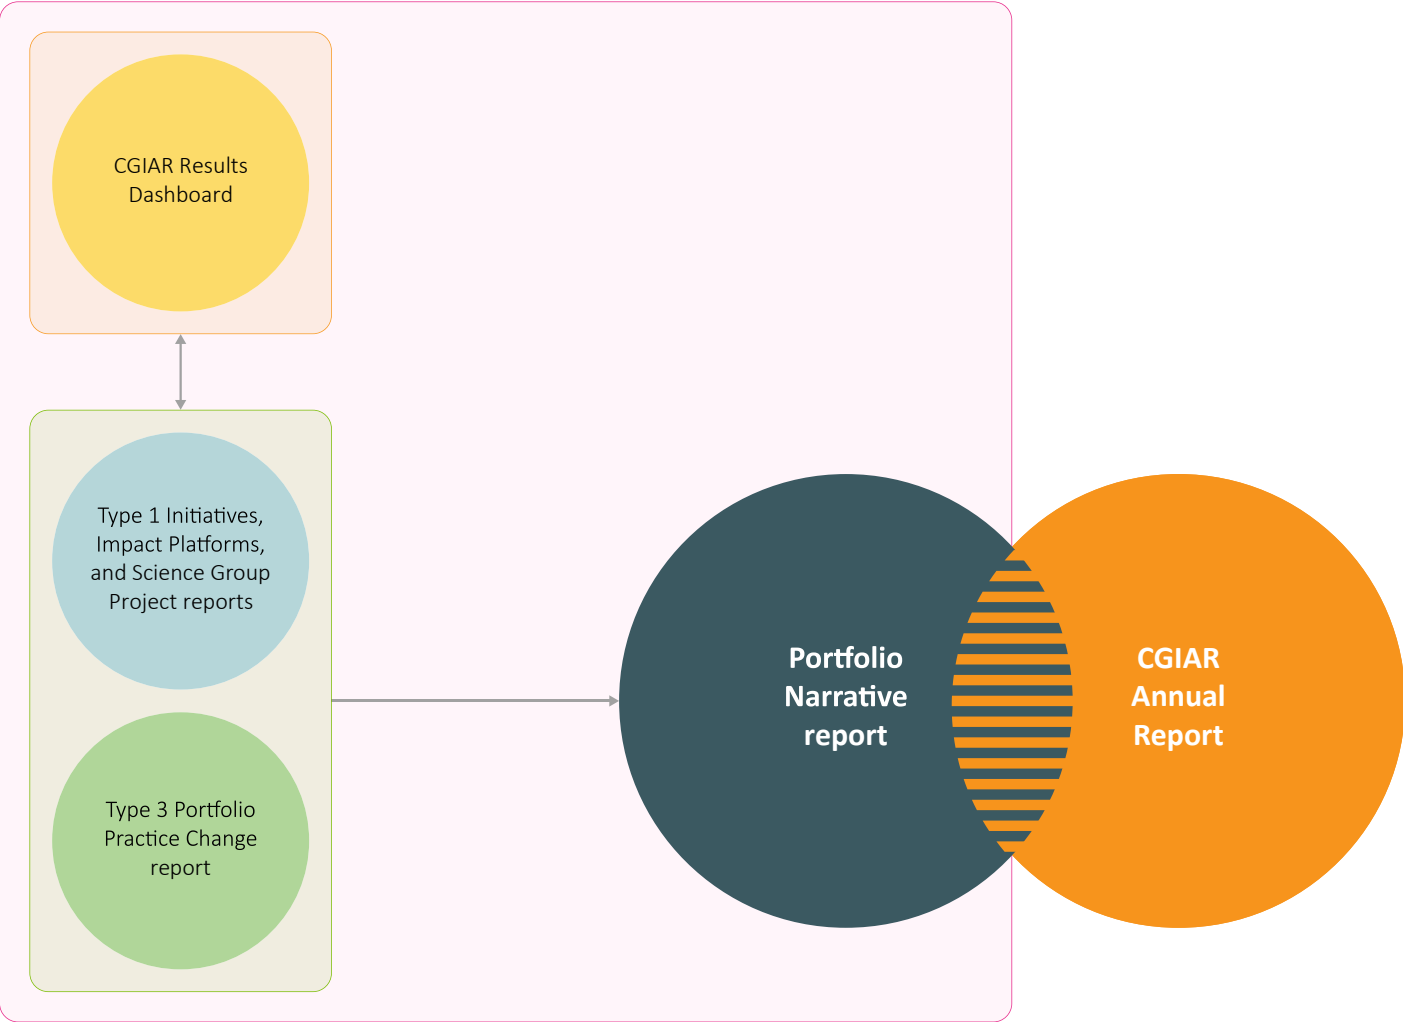 CGIAR Results
Dashboard
Type 1 Initiatives,
Impact Platforms,
and Science Group
Project reports
Type 3 Portfolio
Practice Change
report
Portfolio
Narrative
report
CGIAR
Annual
Report